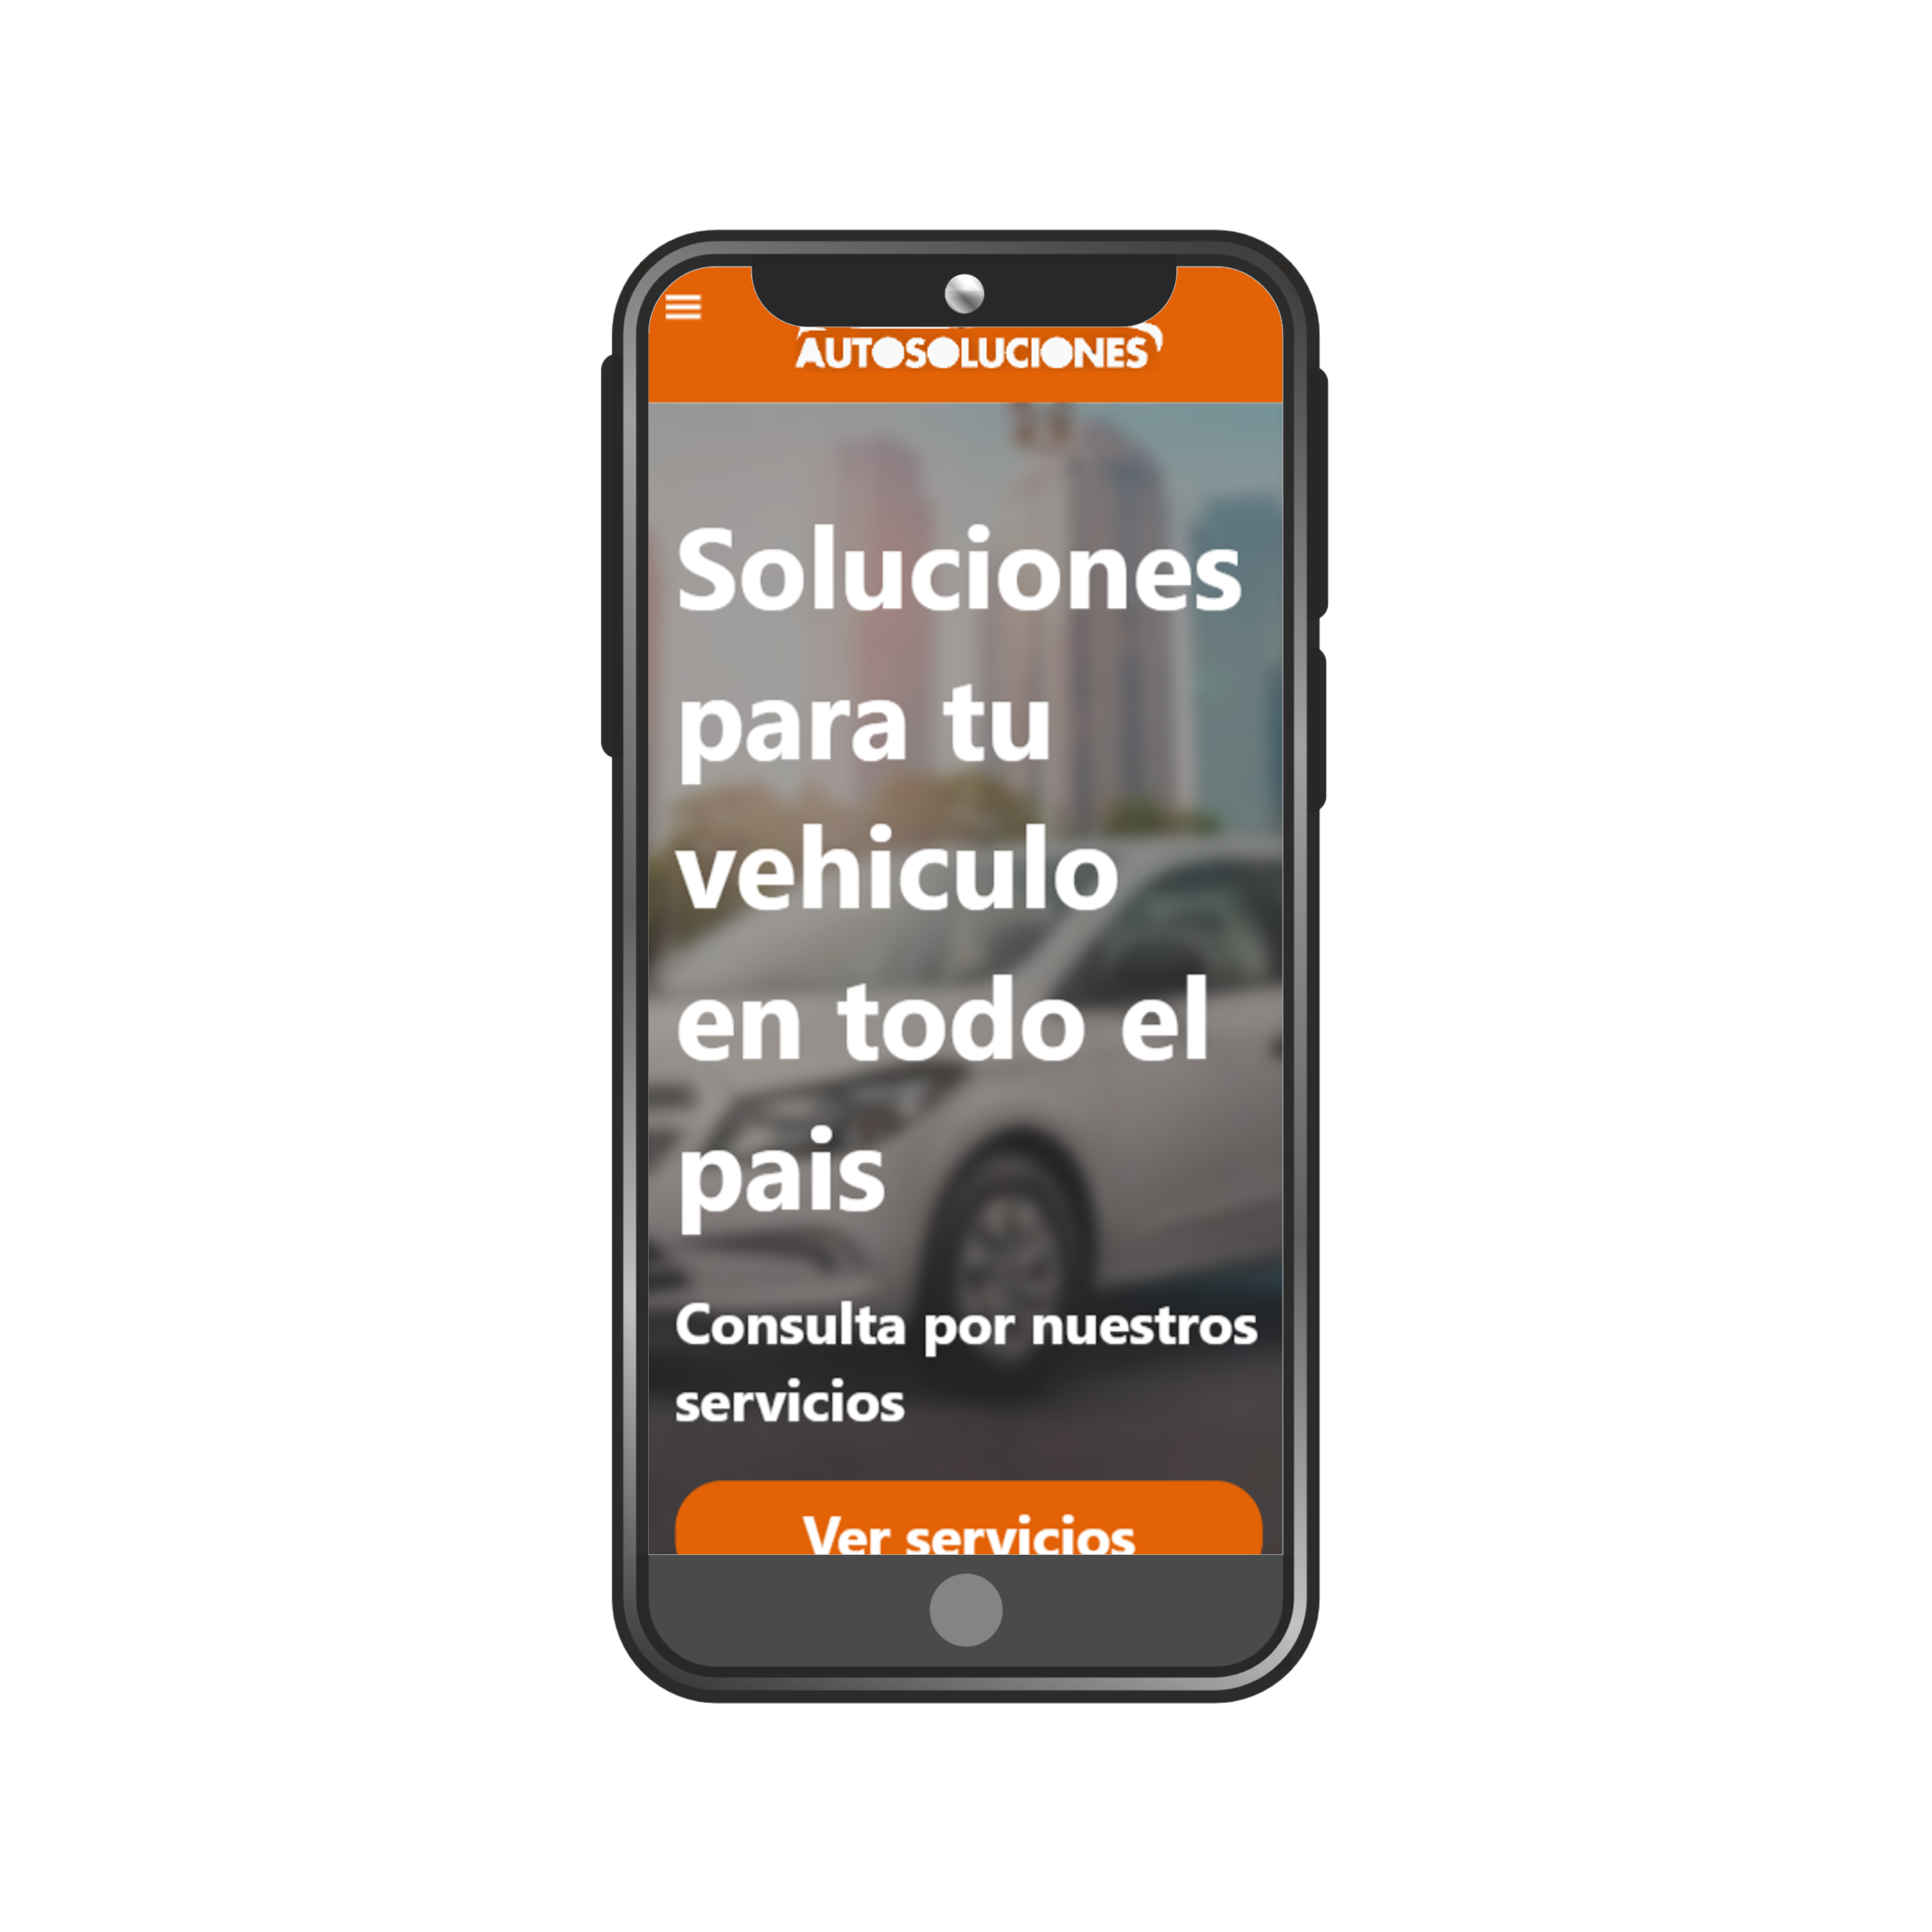 AUTOSOLUCIONES
Soluciones
para tu
vehiculo
en todo el
pais
Consulta por nuestros
servicios
Ver servicios